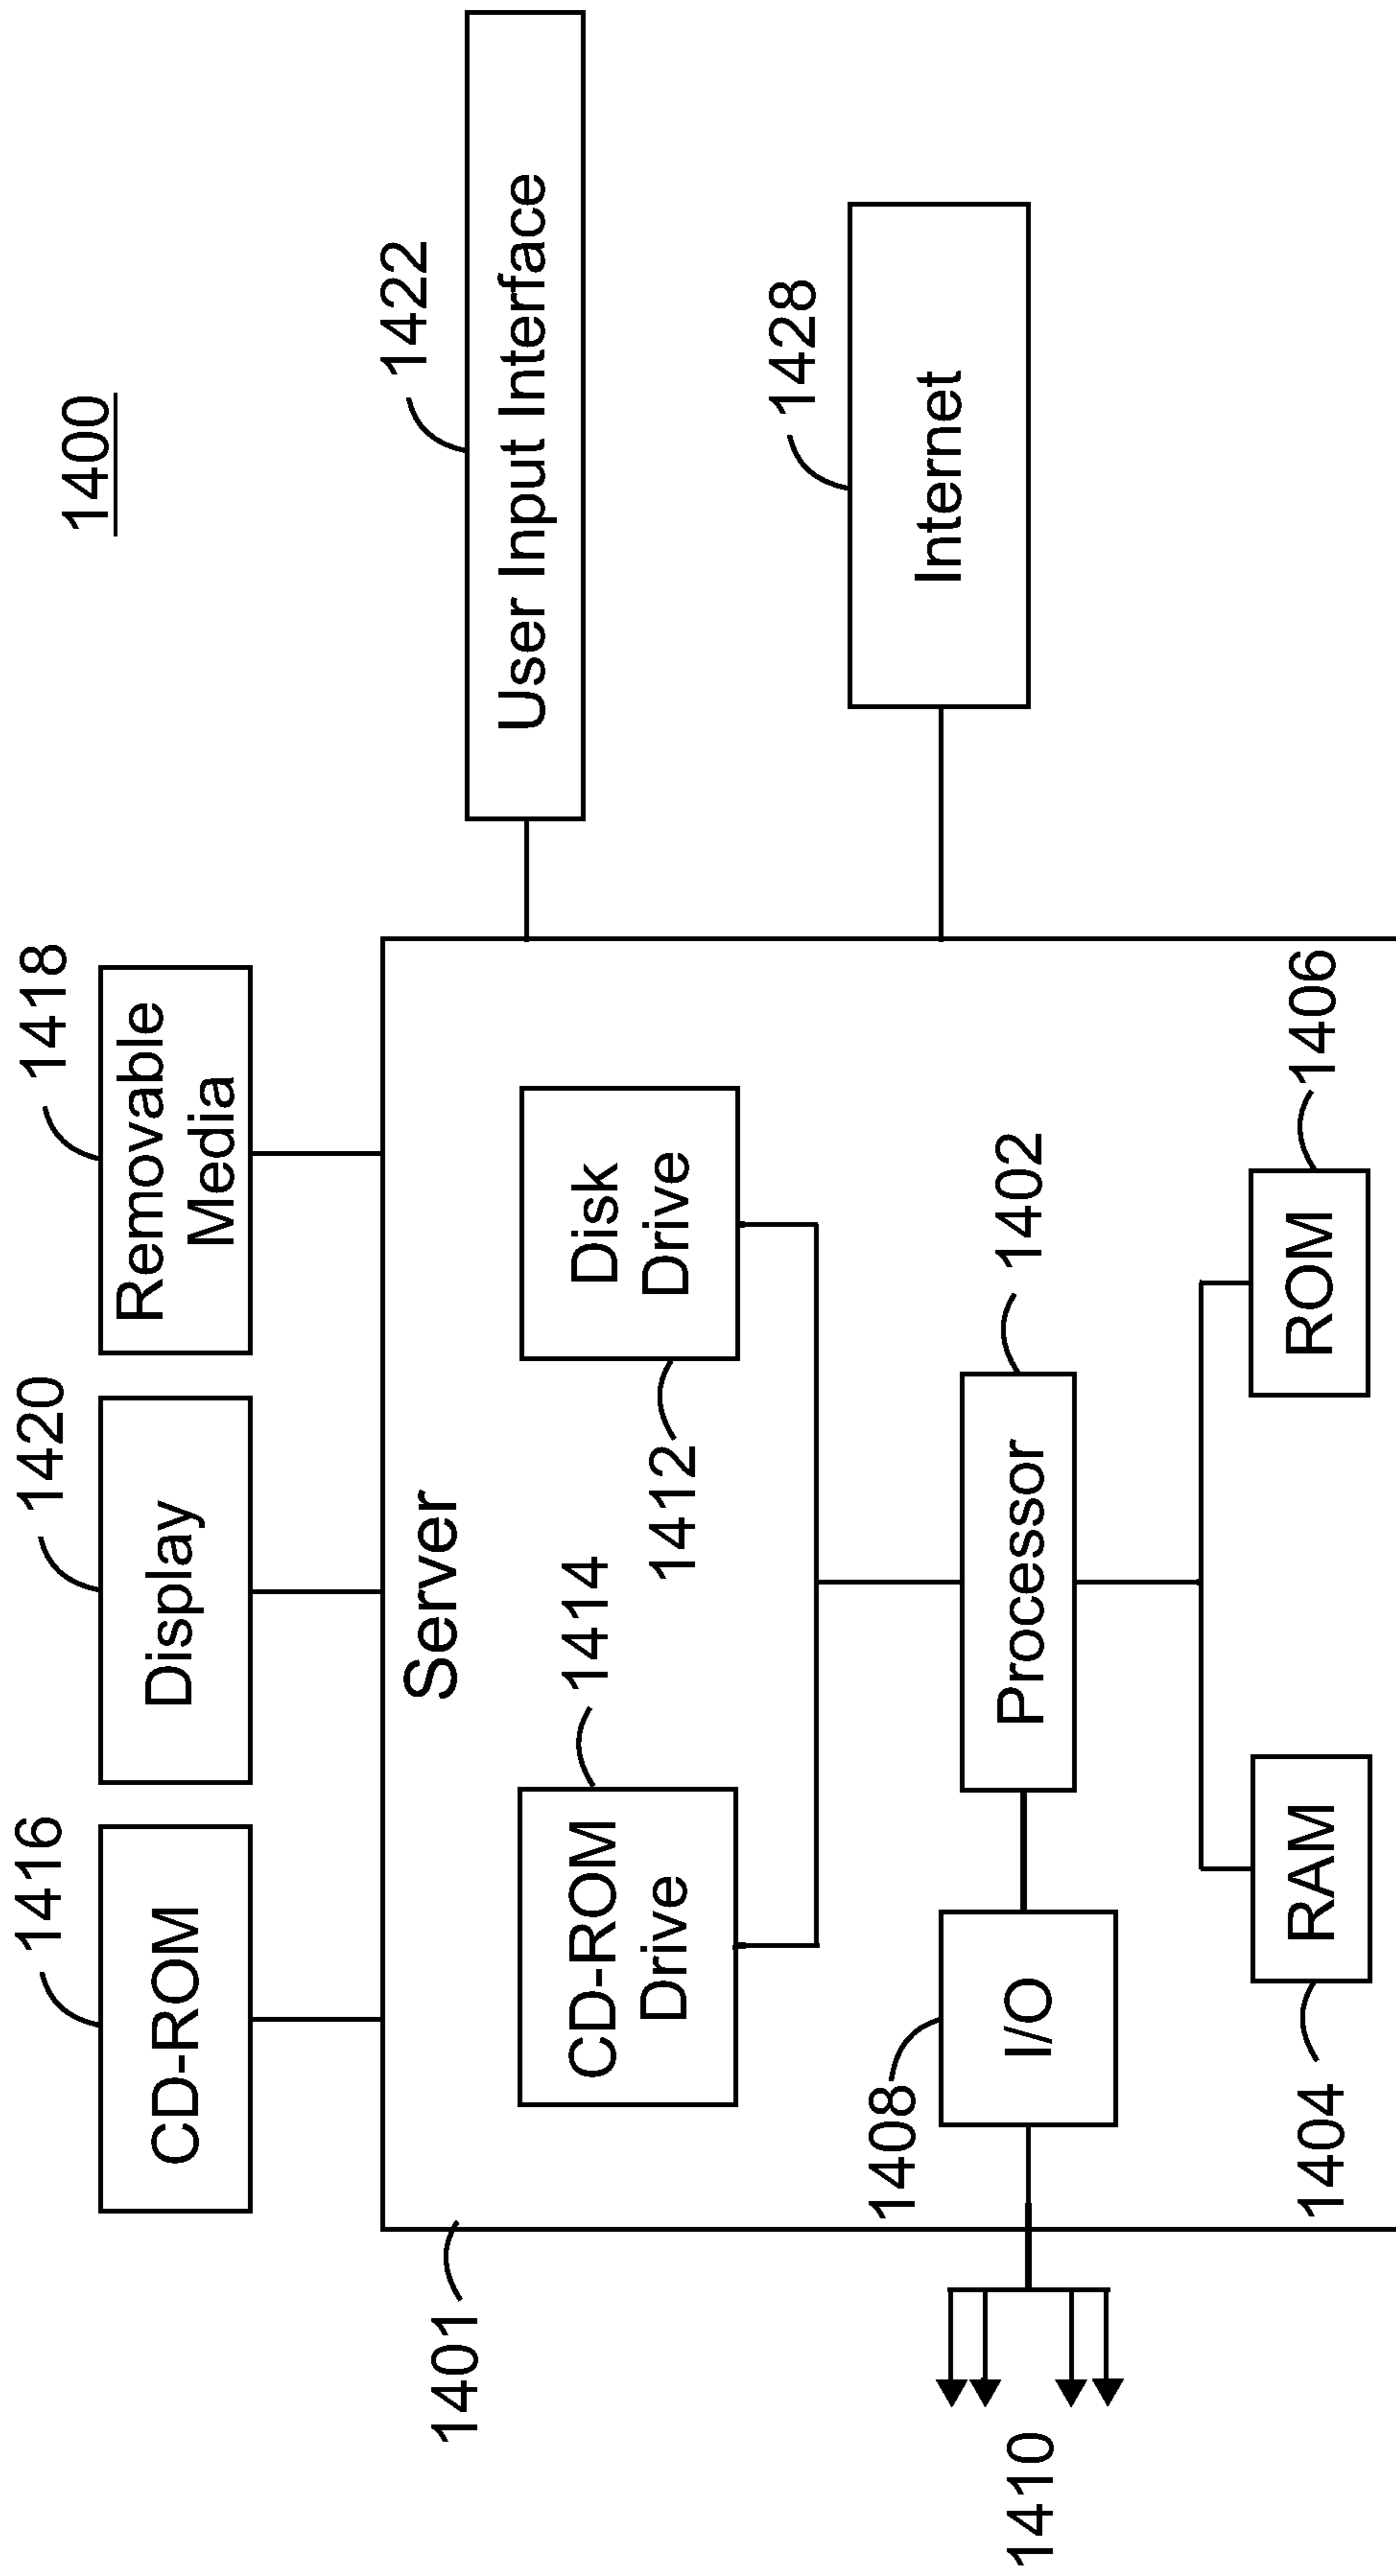 1400
1416
1420
1418
CD-ROM
Display
Removable
Media
1422
User Input Interface
1401
Server
1414
CD-ROM
Drive
Disk
Drive
1412
1428
Internet
1408
I/O
Processor
1402
1410
1404
RAM
ROM
1406